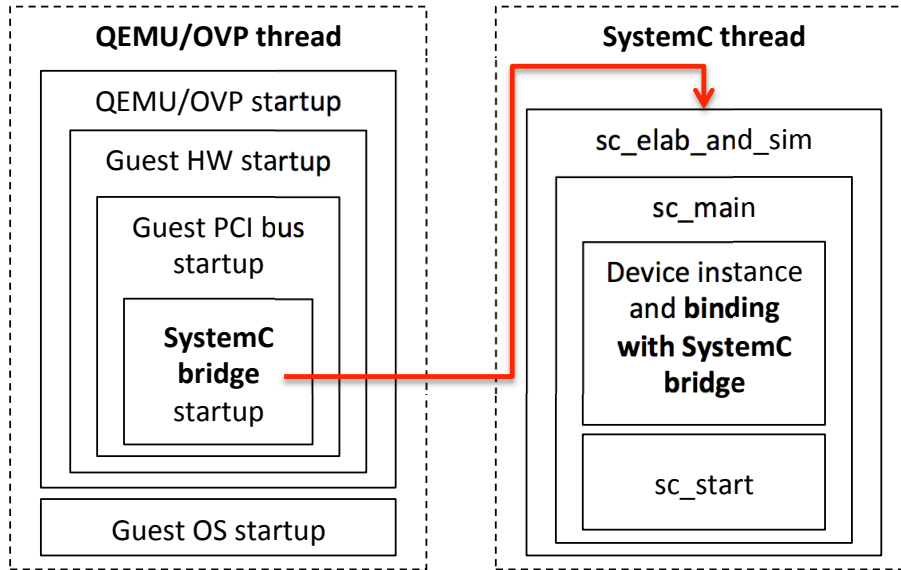 QEMU/OVP thread
QEMU/OVP startup
Guest HW startup
Guest PCI bus
startup
SystemC
bridge
startup
Guest OS startup
SystemC thread
sc_elab_and_sim
sc_main
Device instance
and binding
with SystemC
bridge
sc_start